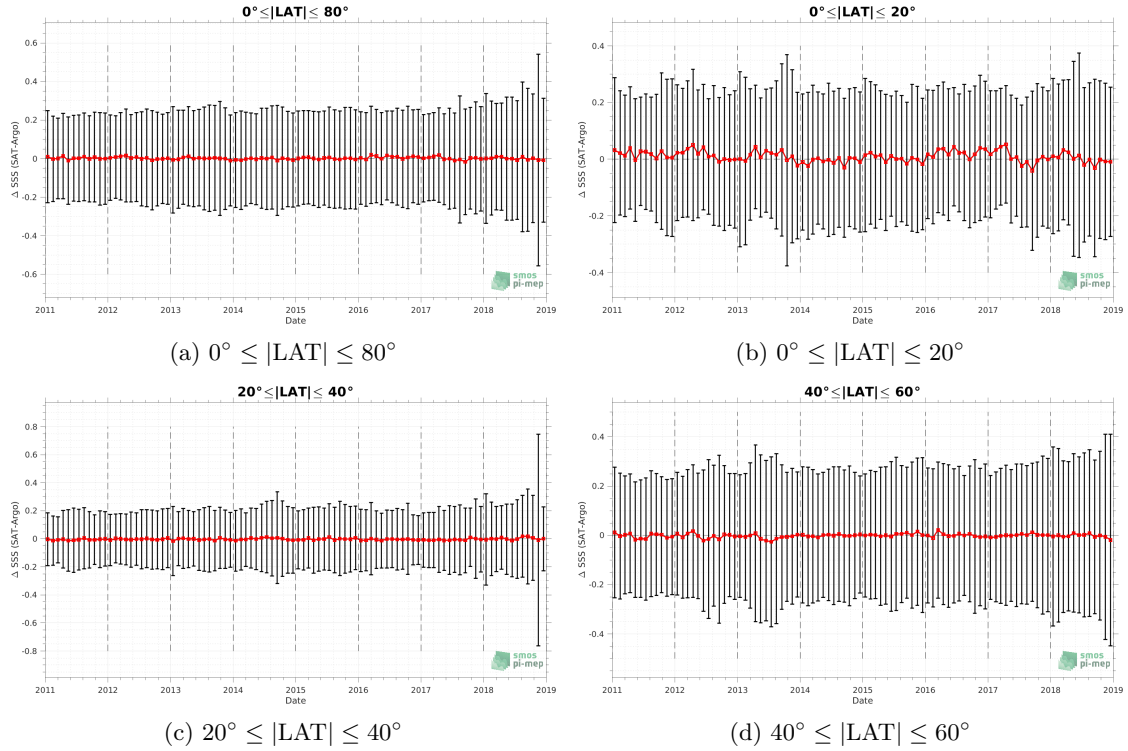 0°≤|LAT|≤ 80°
Δ SSS (SAT-Argo)
0.6
0.4
0.2
0
-0.2
-0.4
-0.6
smos
pi-mep
2011 2012 2013 2014 2015 2016 2017 2018 2019
Date
(a) 0° ≤ |LAT| ≤ 80°
0°≤|LAT|≤ 20°
Δ SSS (SAT-Argo)
0.4
0.2
0
-0.2
-0.4
smos
pi-mep
2011 2012 2013 2014 2015 2016 2017 2018 2019
Date
(b) 0° ≤ |LAT| ≤ 20°
20°≤|LAT|≤ 40°
Δ SSS (SAT-Argo)
0.8
0.6
0.4
0.2
0
-0.2
-0.4
-0.6
-0.8
smos
pi-mep
2011 2012 2013 2014 2015 2016 2017 2018 2019
Date
(c) 20° ≤ |LAT| ≤ 40°
40°≤|LAT|≤ 60°
Δ SSS (SAT-Argo)
0.4
0.2
0
-0.2
-0.4
smos
pi-mep
2011 2012 2013 2014 2015 2016 2017 2018 2019
Date
(d) 40° ≤ |LAT| ≤ 60°